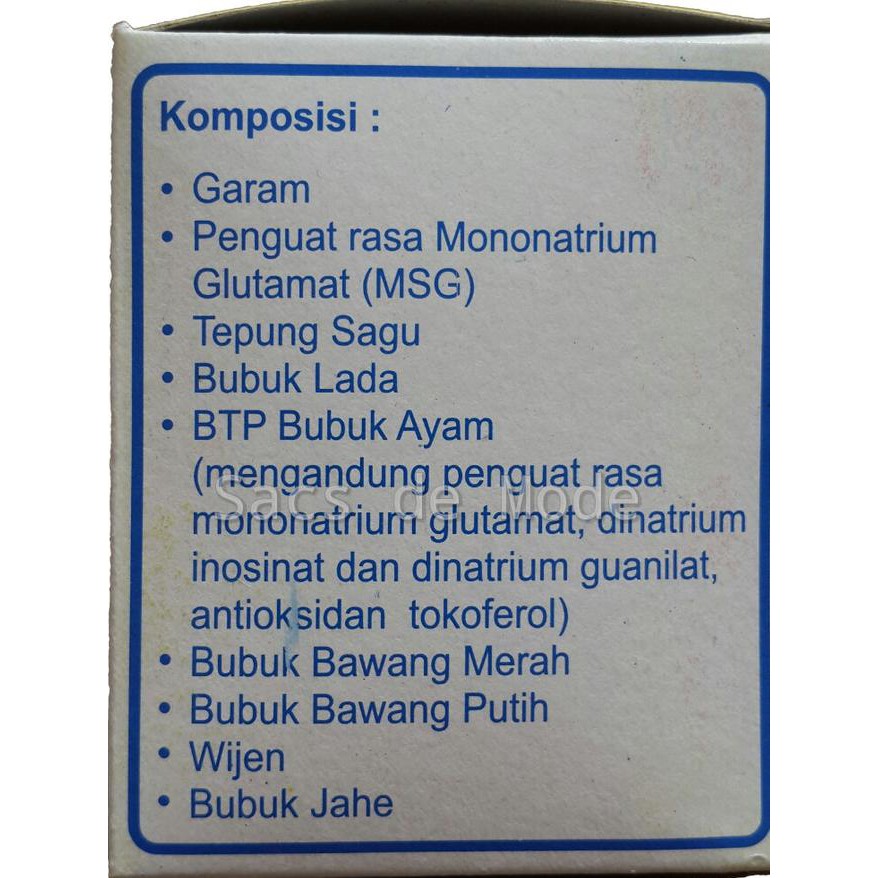 Komposisi :
• Garam
• Penguat rasa Mononatrium
Glutamat (MSG)
• Tepung Sagu
• Bubuk Lada
• BTP Bubuk Ayam
(mengandung penguat rasa
Sacs de Mode
mononatrium glutamat, dinatrium
inosinat dan dinatrium guanilat,
antioksidan tokoferol)
• Bubuk Bawang Merah
• Bubuk Bawang Putih
• Wijen
• Bubuk Jahe